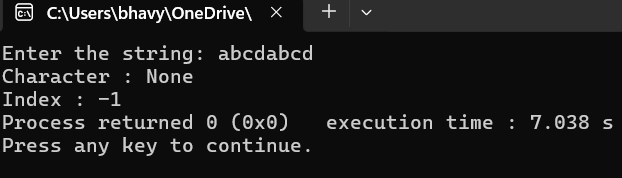 C:\Users\bhavy\OneDrive\
Enter the string: abcdabcd
Character : None
Index : -1
Process returned 0 (0x0)   execution time : 7.038 s
Press any key to continue.